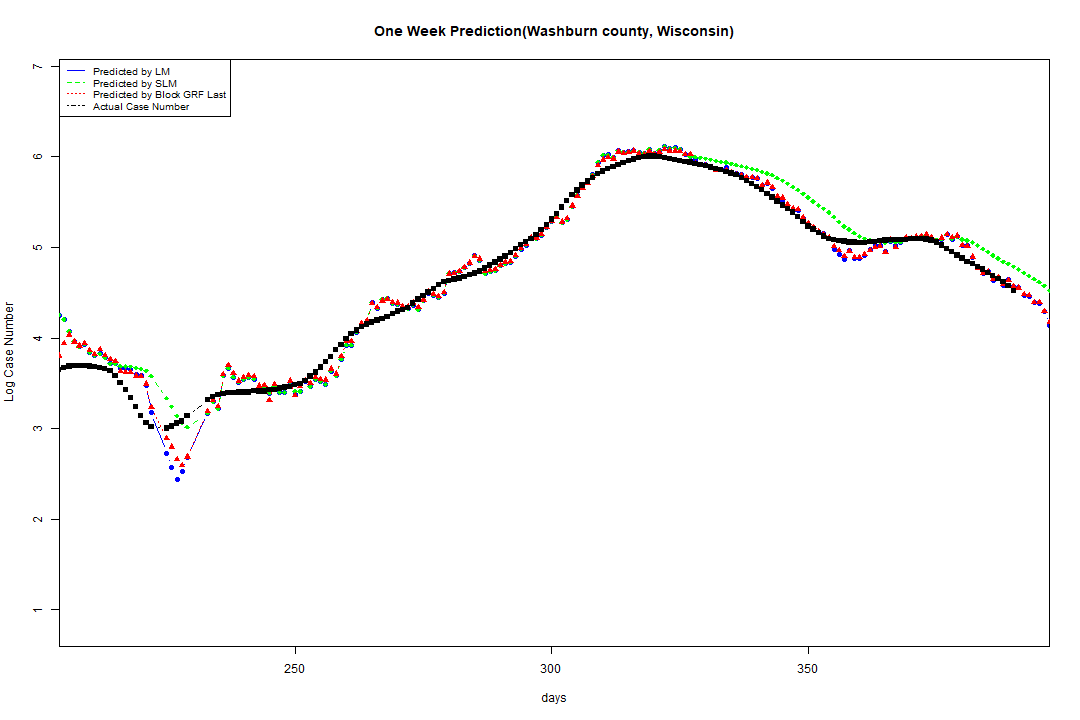 One Week Prediction(Washburn county, Wisconsin)
Predicted by LM
Predicted by SLM
Predicted by Block GRF Last
Actual Case Number
7
6
5
4
3
2
1
Log Case Number
250 300 350
days